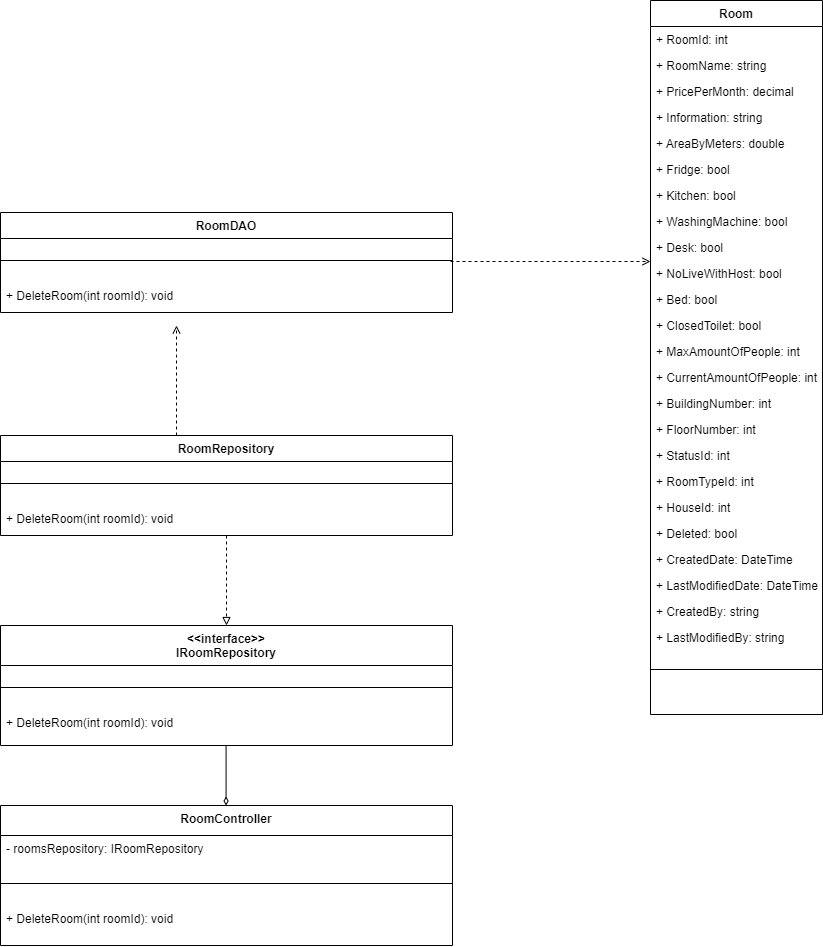 Room
+ RoomId: int
+ RoomName: string
+ PricePerMonth: decimal
+ Information: string
+ AreaByMeters: double
+ Fridge: bool
+ Kitchen: bool
+ WashingMachine: bool
+ Desk: bool
+ NoLiveWithHost: bool
+ Bed: bool
+ ClosedToilet: bool
+ MaxAmountOfPeople: int
+ CurrentAmountOfPeople: int
+ BuildingNumber: int
+ FloorNumber: int
+ StatusId: int
+ RoomTypeId: int
+ HouseId: int
+ Deleted: bool
+ CreatedDate: DateTime
+ LastModifiedDate: DateTime
+ CreatedBy: string
+ LastModifiedBy: string
RoomDAO
+ DeleteRoom(int roomId): void
RoomRepository
+ DeleteRoom(int roomId): void
<<interface>>
IRoomRepository
+ DeleteRoom(int roomId): void
RoomController
- roomsRepository: IRoomRepository
+ DeleteRoom(int roomId): void